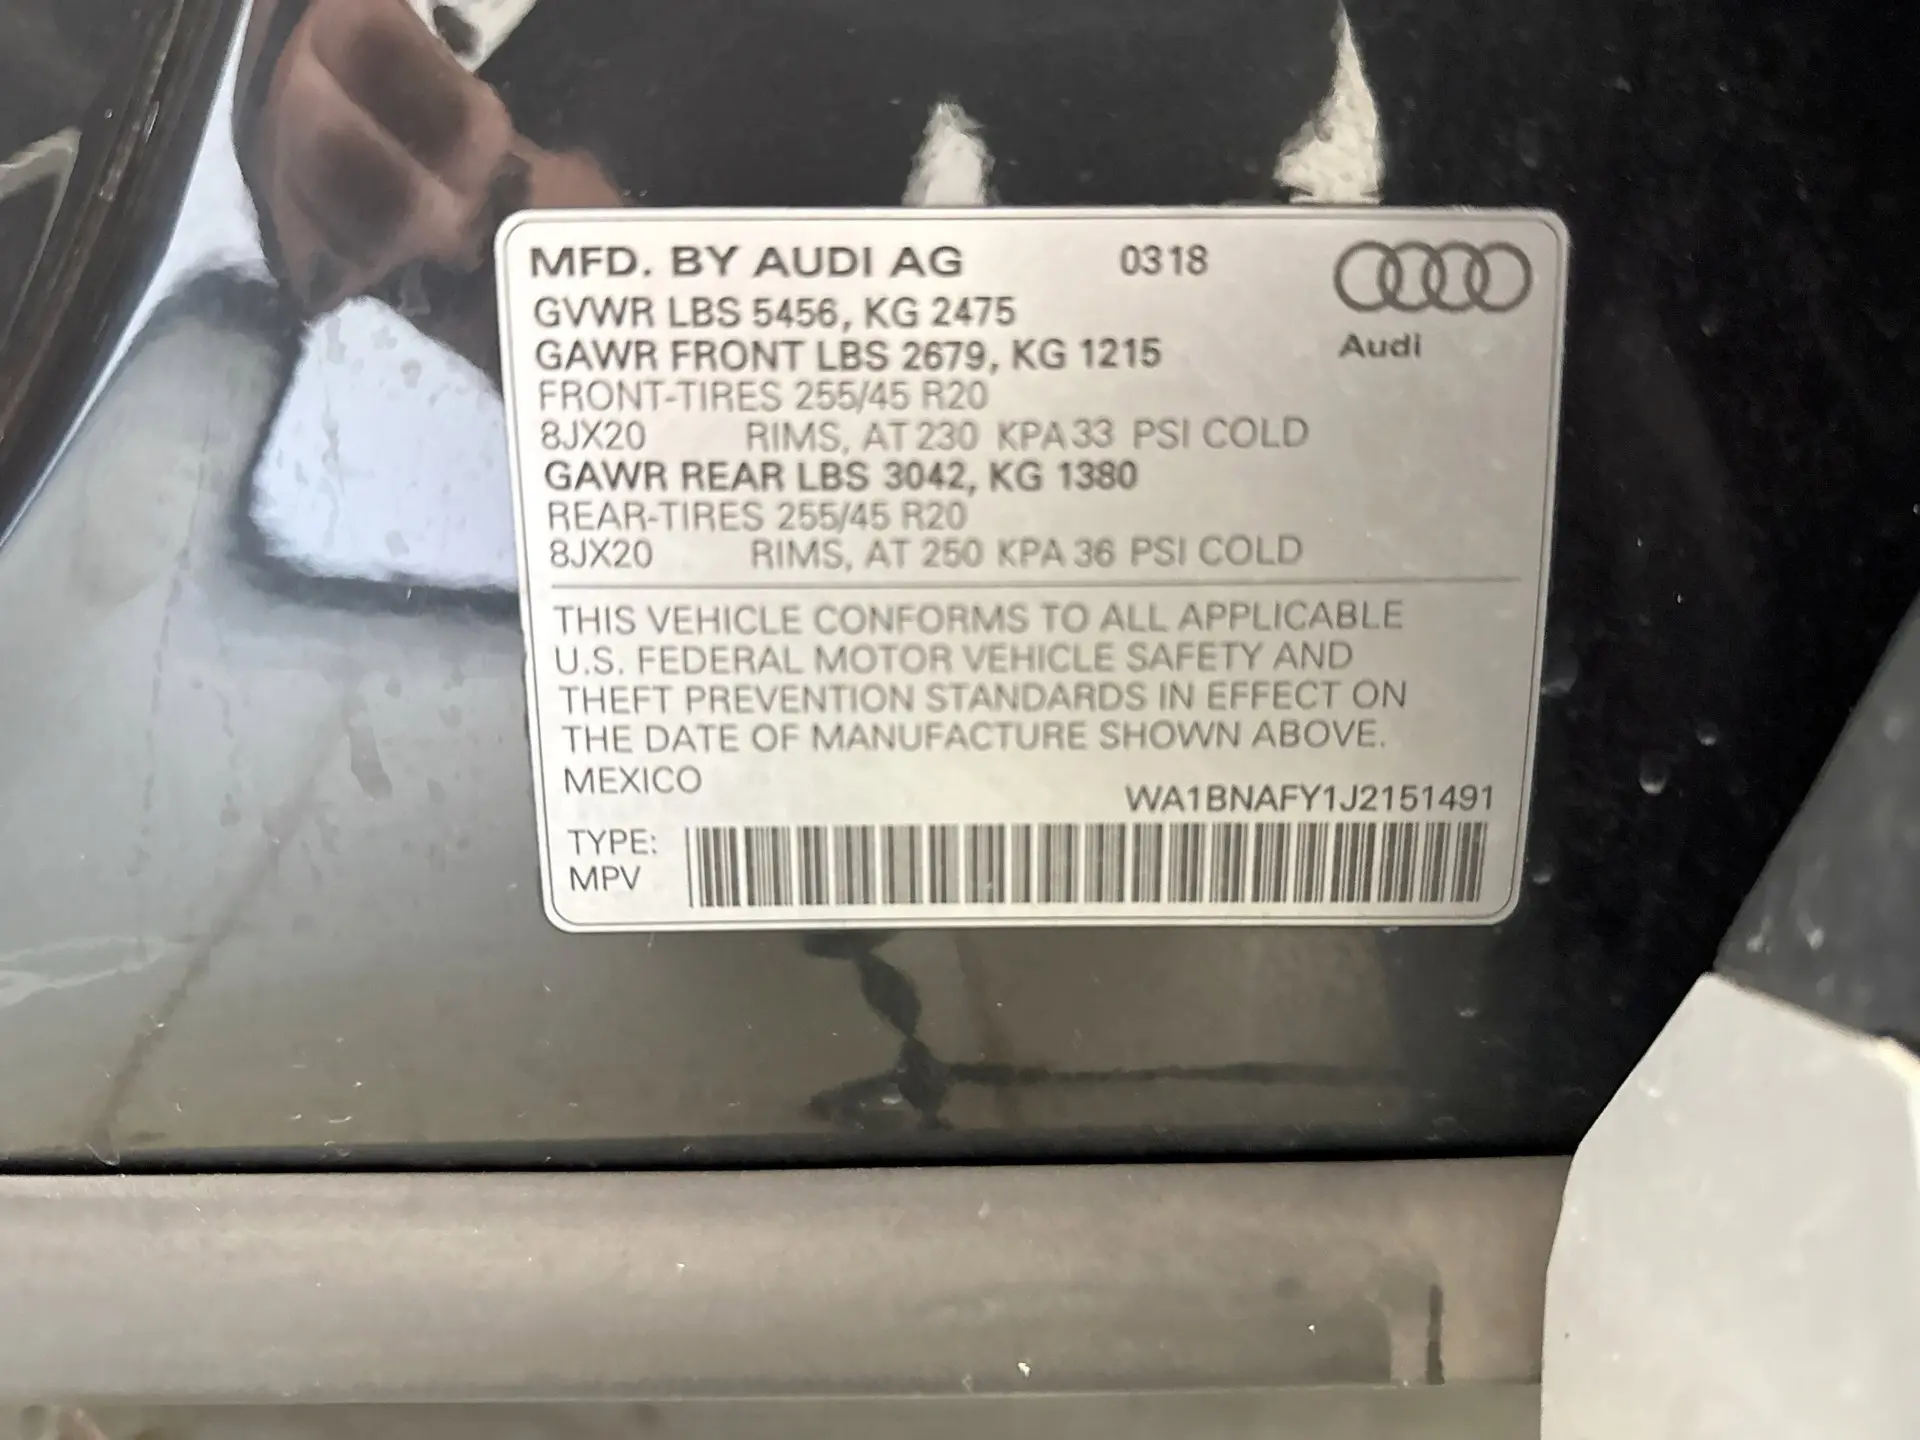 MFD. BY AUDI AG 0318
Audi
GVWR LBS 5456, KG 2475
GAWR FRONT LBS 2679, KG 1215
FRONT-TIRES 255/45 R20
8JX20 RIMS, AT 230 KPA 33 PSI COLD
GAWR REAR LBS 3042, KG 1380
REAR-TIRES 255/45 R20
8JX20 RIMS, AT 250 KPA 36 PSI COLD
THIS VEHICLE CONFORMS TO ALL APPLICABLE
U.S. FEDERAL MOTOR VEHICLE SAFETY AND
THEFT PREVENTION STANDARDS IN EFFECT ON
THE DATE OF MANUFACTURE SHOWN ABOVE.
MEXICO
WA1BNAFY1J2151491
TYPE:
MPV